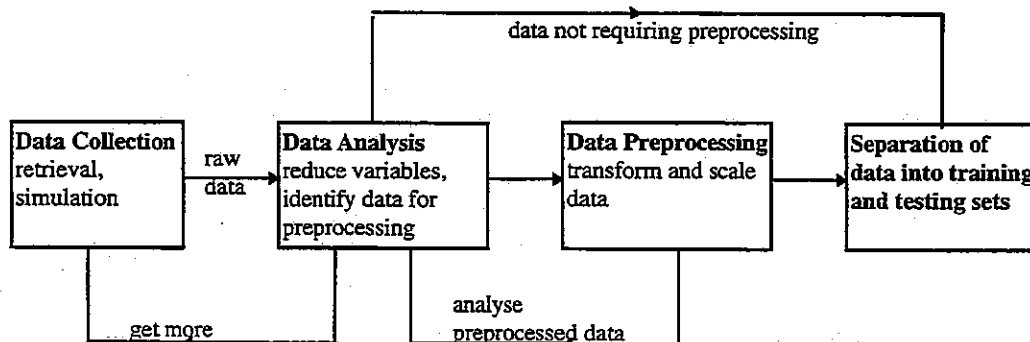 data not requiring preprocessing
Data Collection
retrieval,
simulation
raw
data
Data Analysis
reduce variables,
identify data for
preprocessing
Data Preprocessing
transform and scale
data
Separation of
data into training
and testing sets
get more
analyse
preprocessed data